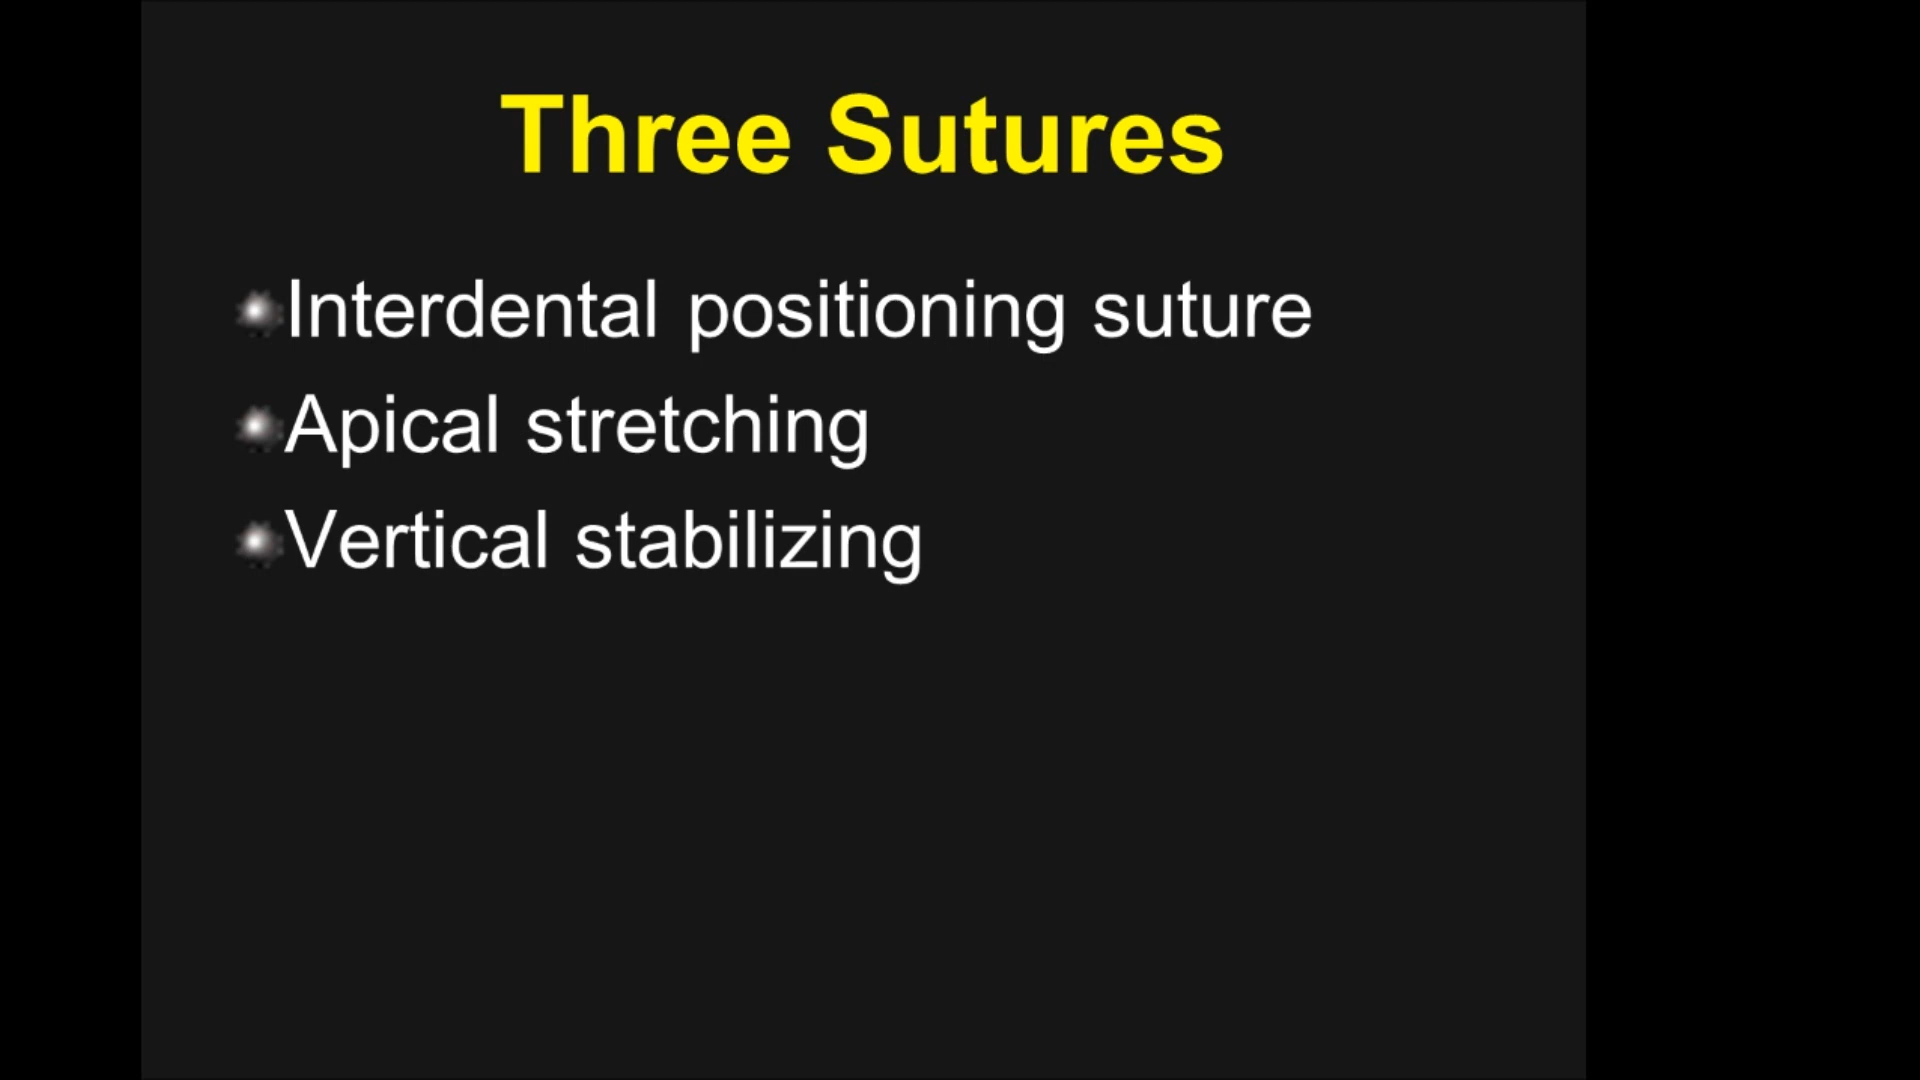 Three Sutures
Interdental positioning suture
Apical stretching
Vertical stabilizing